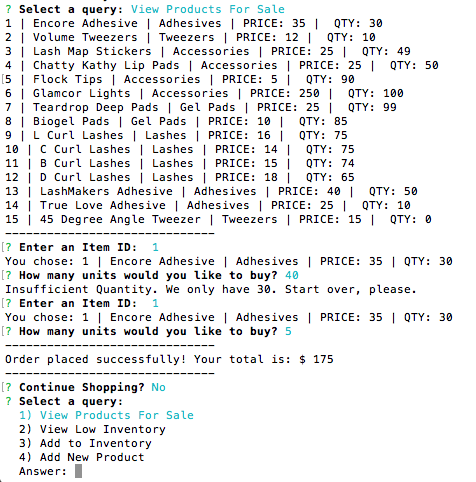 ? Select a query: View Products For Sale
1 | Encore Adhesive | Adhesives | PRICE: 35 |  QTY: 30
2 | Volume Tweezers | Tweezers | PRICE: 12 |  QTY: 10
3 | Lash Map Stickers | Accessories | PRICE: 25 |  QTY: 49
4 | Chatty Kathy Lip Pads | Accessories | PRICE: 25 |  QTY: 50
5 | Flock Tips | Accessories | PRICE: 5 |  QTY: 90
6 | Glamcor Lights | Accessories | PRICE: 250 |  QTY: 100
7 | Teardrop Deep Pads | Gel Pads | PRICE: 25 |  QTY: 99
8 | Biogel Pads | Gel Pads | PRICE: 10 |  QTY: 85
9 | L Curl Lashes | Lashes | PRICE: 16 |  QTY: 75
10 | C Curl Lashes | Lashes | PRICE: 14 |  QTY: 75
11 | B Curl Lashes | Lashes | PRICE: 15 |  QTY: 74
12 | D Curl Lashes | Lashes | PRICE: 18 |  QTY: 65
13 | LashMakers Adhesive | Adhesives | PRICE: 40 |  QTY: 50
14 | True Love Adhesive | Adhesives | PRICE: 25 |  QTY: 10
15 | 45 Degree Angle Tweezer | Tweezers | PRICE: 15 |  QTY: 0
------------------------------
[? Enter an Item ID:  1
You chose: 1 | Encore Adhesive | Adhesives | PRICE: 35 | QTY: 30
[? How many units would you like to buy? 40
Insufficient Quantity. We only have 30. Start over, please.
[? Enter an Item ID:  1
You chose: 1 | Encore Adhesive | Adhesives | PRICE: 35 | QTY: 30
[? How many units would you like to buy? 5
------------------------------
Order placed successfully! Your total is: $ 175
------------------------------
[? Continue Shopping? No
? Select a query:
1) View Products For Sale
2) View Low Inventory
3) Add to Inventory
4) Add New Product
Answer: